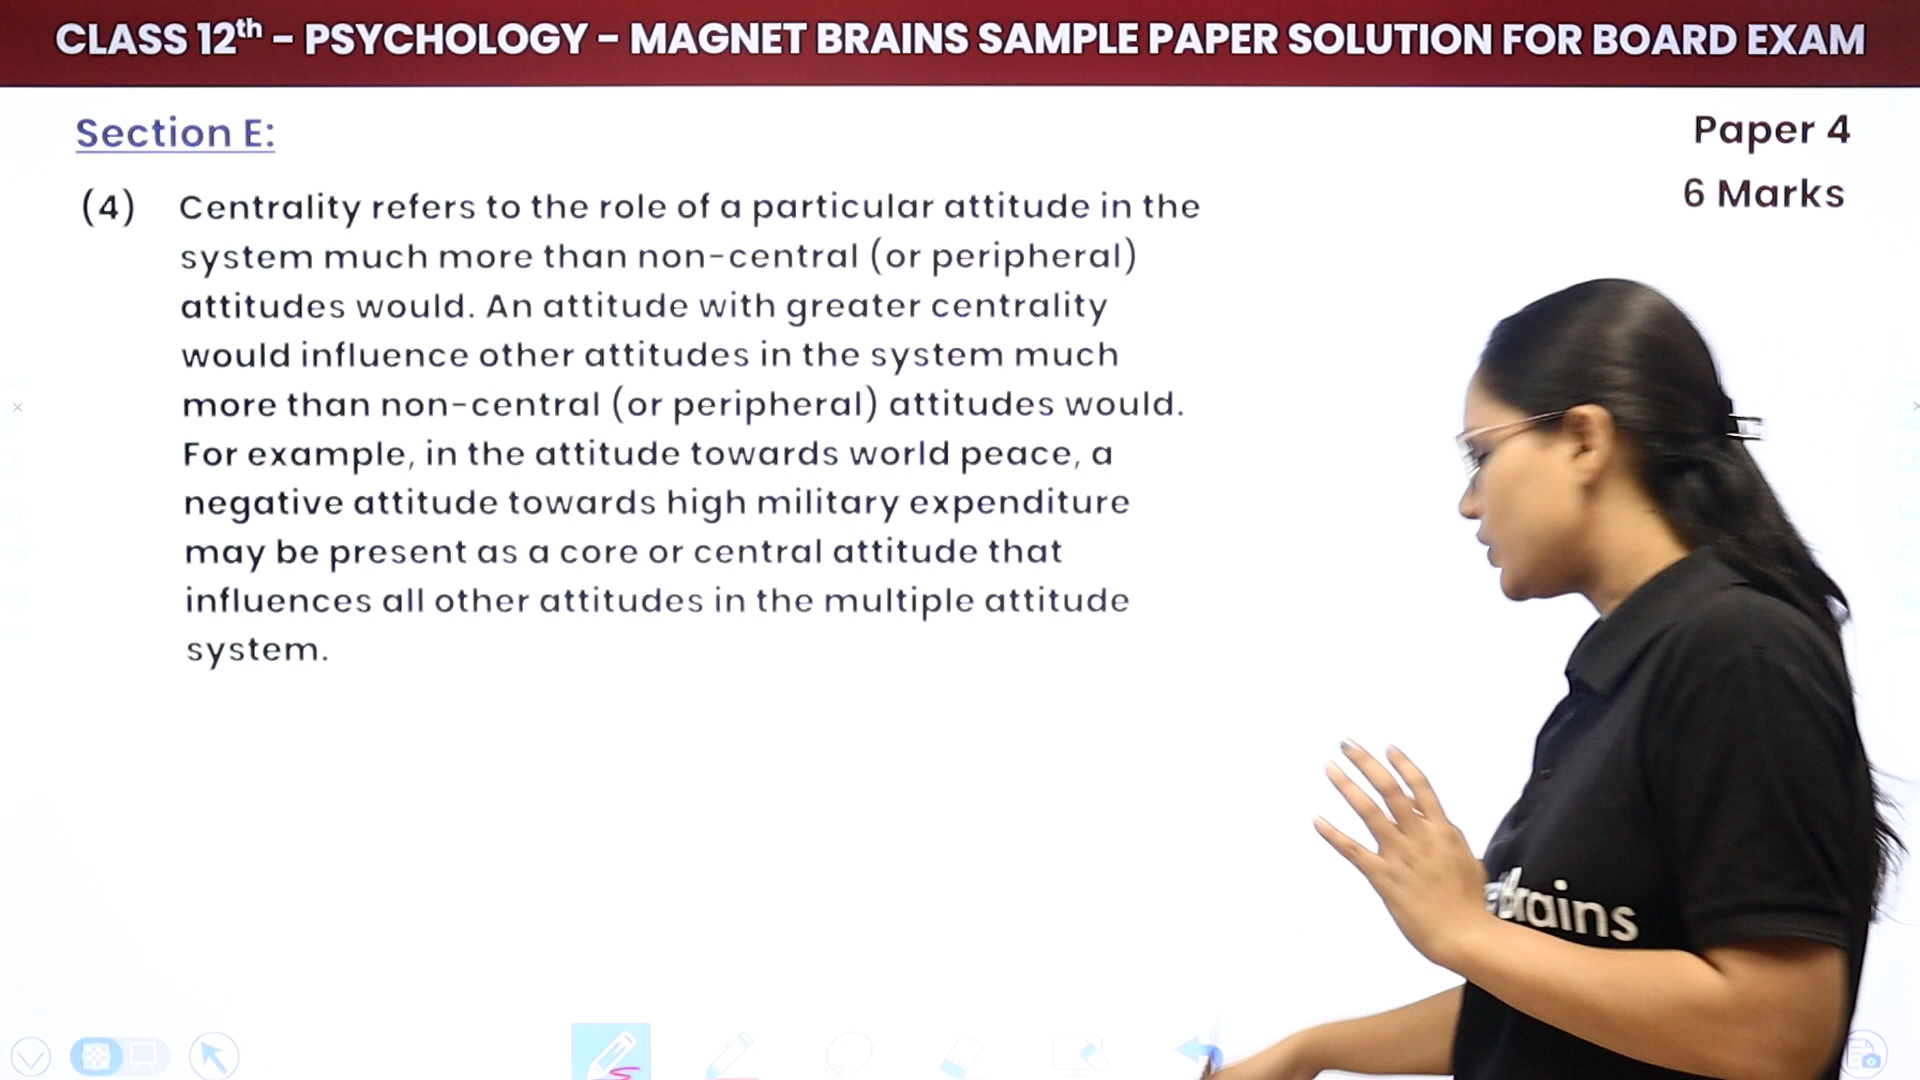 CLASS 12th – PSYCHOLOGY – MAGNET BRAINS SAMPLE PAPER SOLUTION FOR BOARD EXAM
Section E:
Paper 4
6 Marks
(4) Centrality refers to the role of a particular attitude in the
system much more than non-central (or peripheral)
attitudes would. An attitude with greater centrality
would influence other attitudes in the system much
more than non-central (or peripheral) attitudes would.
For example, in the attitude towards world peace, a
negative attitude towards high military expenditure
may be present as a core or central attitude that
influences all other attitudes in the multiple attitude
system.
Brains